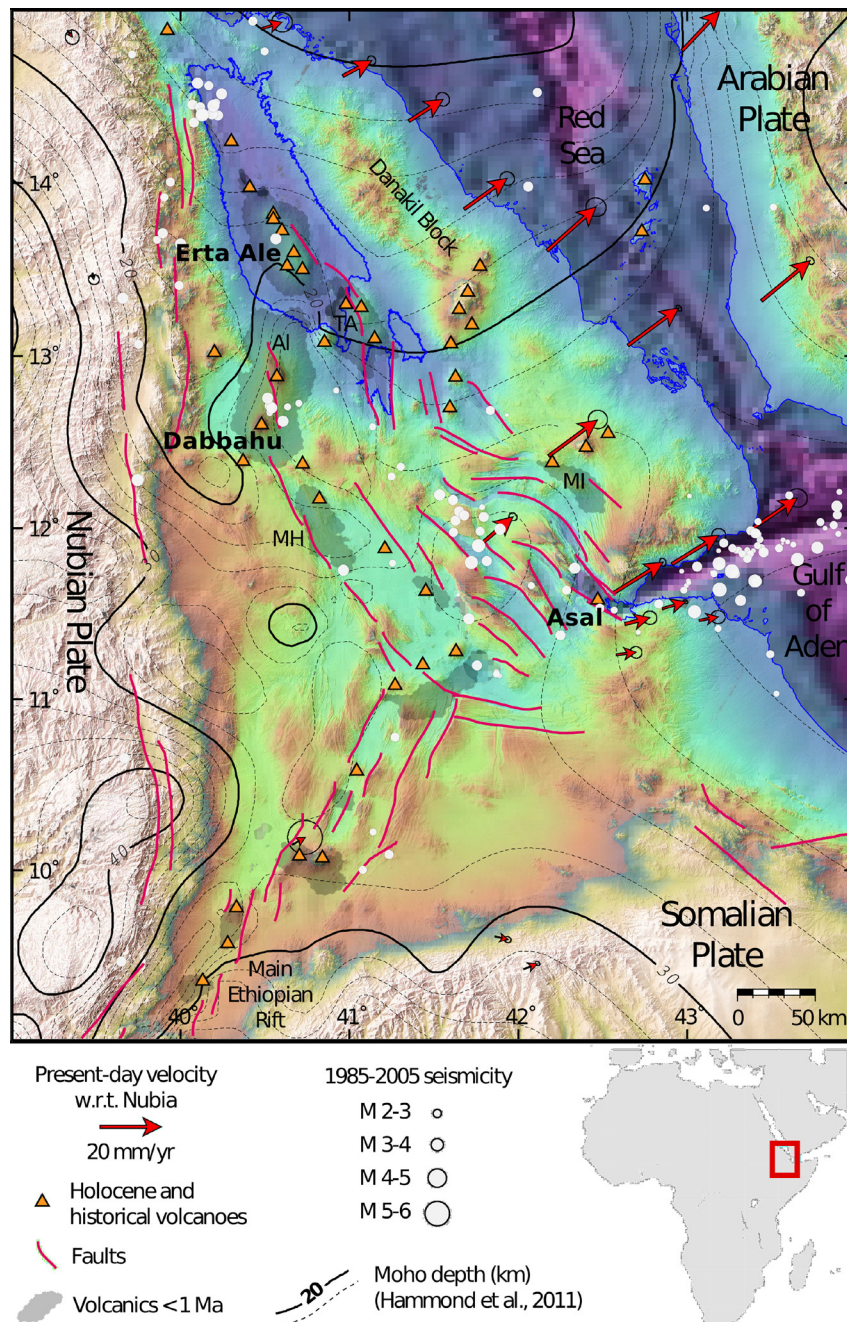 Arabian
Plate
Red
Sea
14°
Danakil Block
Erta Ale
20
20
TA
13°
Al
Dabbahu
MI
12°
MH
30
Nubian Plate
Gulf
of
Aden
Asal
11°
40
10°
Somalian
Plate
30
Main
Ethiopian
Rift
40°
41°
42°
43°
0
50 km
Present-day velocity
w.r.t. Nubia
20 mm/yr
Holocene and
historical volcanoes
Faults
Volcanics <1 Ma
1985-2005 seismicity
M 2-3
M 3-4
M 4-5
M 5-6
20
Moho depth (km)
(Hammond et al., 2011)